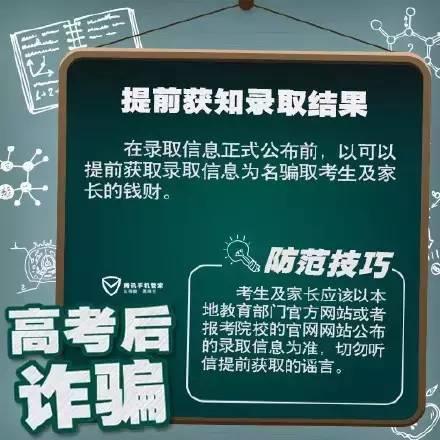 提前获知录取结果
在录取信息正式公布前，以可以
提前获取录取信息为名骗取考生及家
长的钱财。
腾讯手机管家
防范技巧
考生及家长应该以本
地教育部门官方网站或者
报考院校的官网网站公布
的录取信息为准，切勿听
信提前获取的谣言。
高考后
诈骗